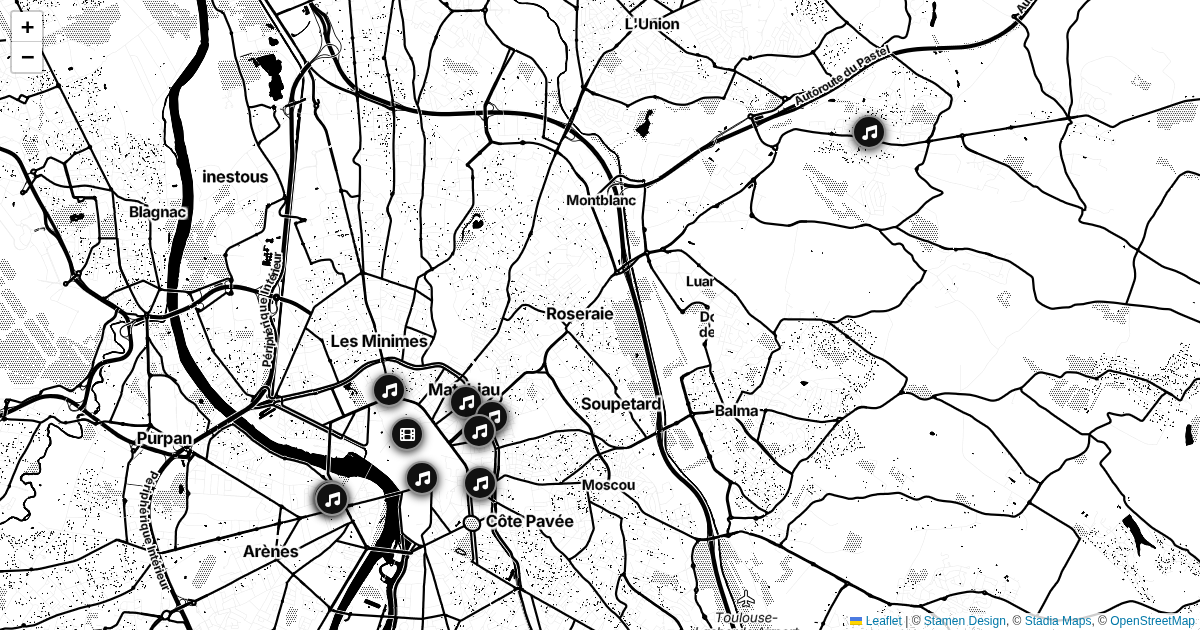 +
−
L'Union
Autoroute du Pastel
inestous
Montblanc
Blagnac
Périphérique Intérieur
Roseraie
Les Minimes
Soupetard
Balma
Purpan
Moscou
Périphérique Intérieur
Côte Pavée
Arènes
Toulouse-
Leaflet | © Stamen Design, © Stadia Maps, © OpenStreetMap